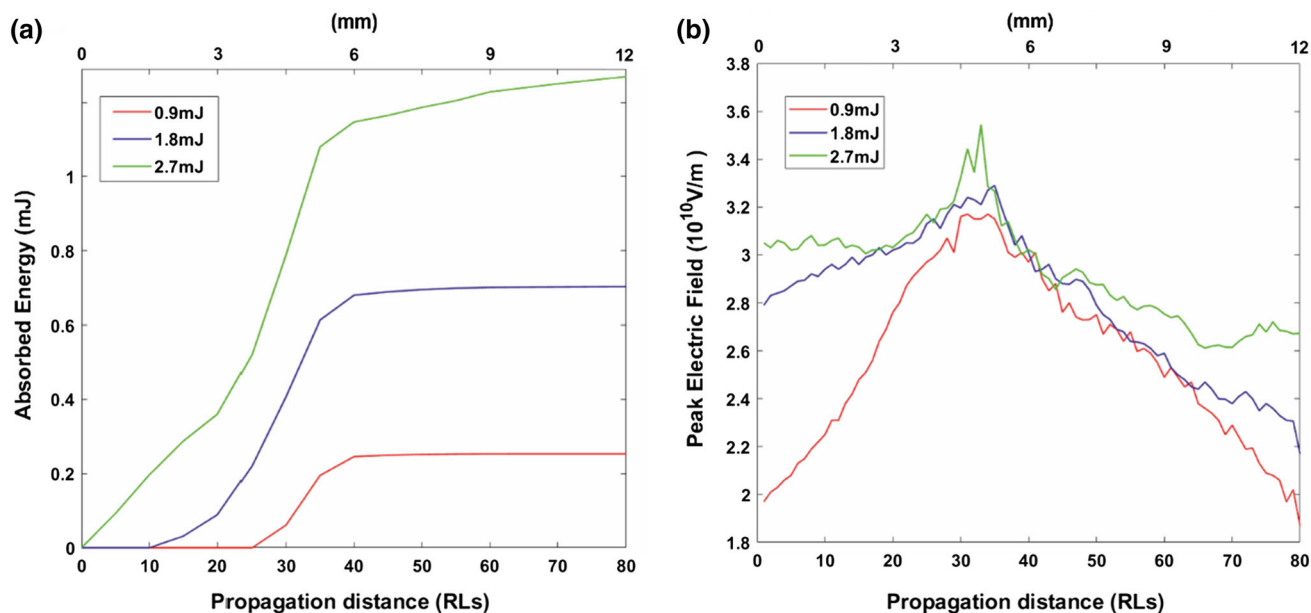 (a)
(mm)
0 3 6 9 12
0.9mJ
1.8mJ
2.7mJ
Absorbed Energy (mJ)
1
0.8
0.6
0.4
0.2
0
0 10 20 30 40 50 60 70 80
Propagation distance (RLs)
(b)
(mm)
0 3 6 9 12
0.9mJ
1.8mJ
2.7mJ
Peak Electric Field (10¹⁰V/m )
3.8
3.6
3.4
3.2
3
2.8
2.6
2.4
2.2
2
1.8
0 10 20 30 40 50 60 70 80
Propagation distance (RLs)